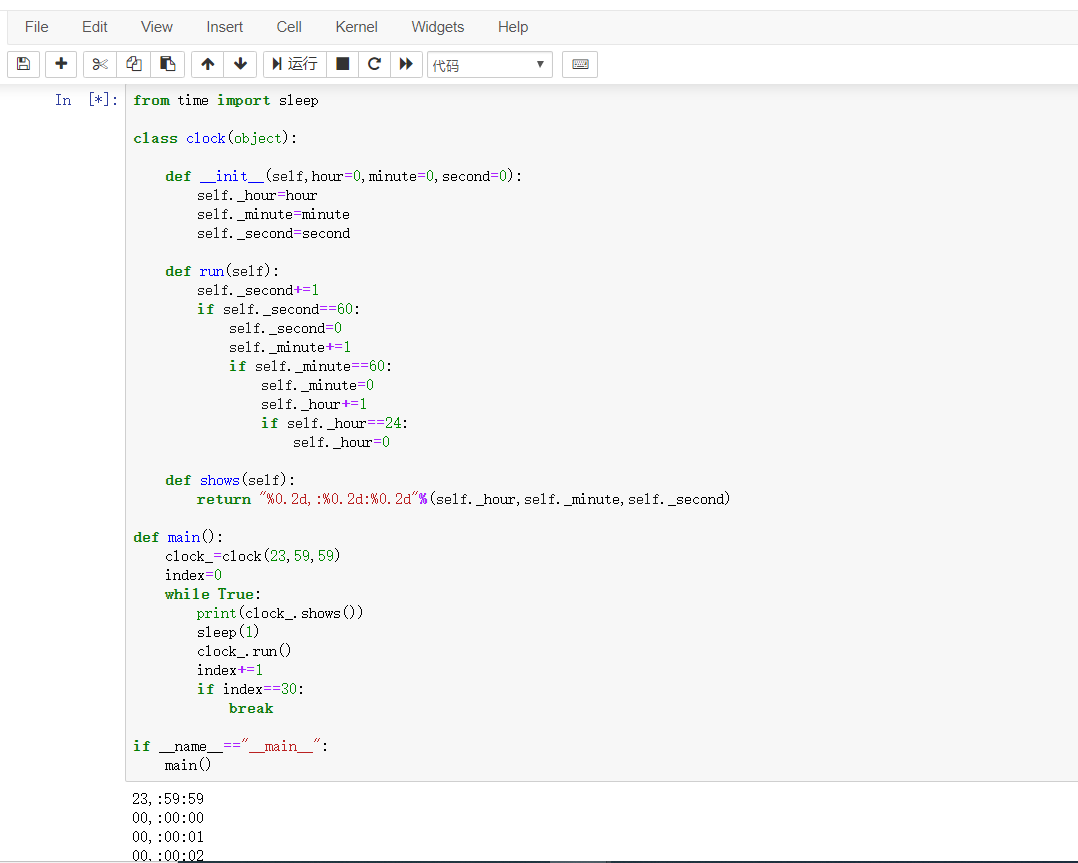 File Edit View Insert Cell Kernel Widgets Help
运行 代码
In [*]: from time import sleep
class clock(object):
    def __init__(self,hour=0,minute=0,second=0):
        self._hour=hour
        self._minute=minute
        self._second=second
    def run(self):
        self._second+=1
        if self._second==60:
            self._second=0
            self._minute+=1
            if self._minute==60:
                self._minute=0
                self._hour+=1
                if self._hour==24:
                    self._hour=0
    def shows(self):
        return "%0.2d,:%0.2d:%0.2d"%(self._hour,self._minute,self._second)
def main():
    clock_=clock(23,59,59)
    index=0
    while True:
        print(clock_.shows())
        sleep(1)
        clock_.run()
        index+=1
        if index==30:
            break
if __name__=="__main__":
    main()
23,:59:59
00,:00:00
00,:00:01
00,:00:02